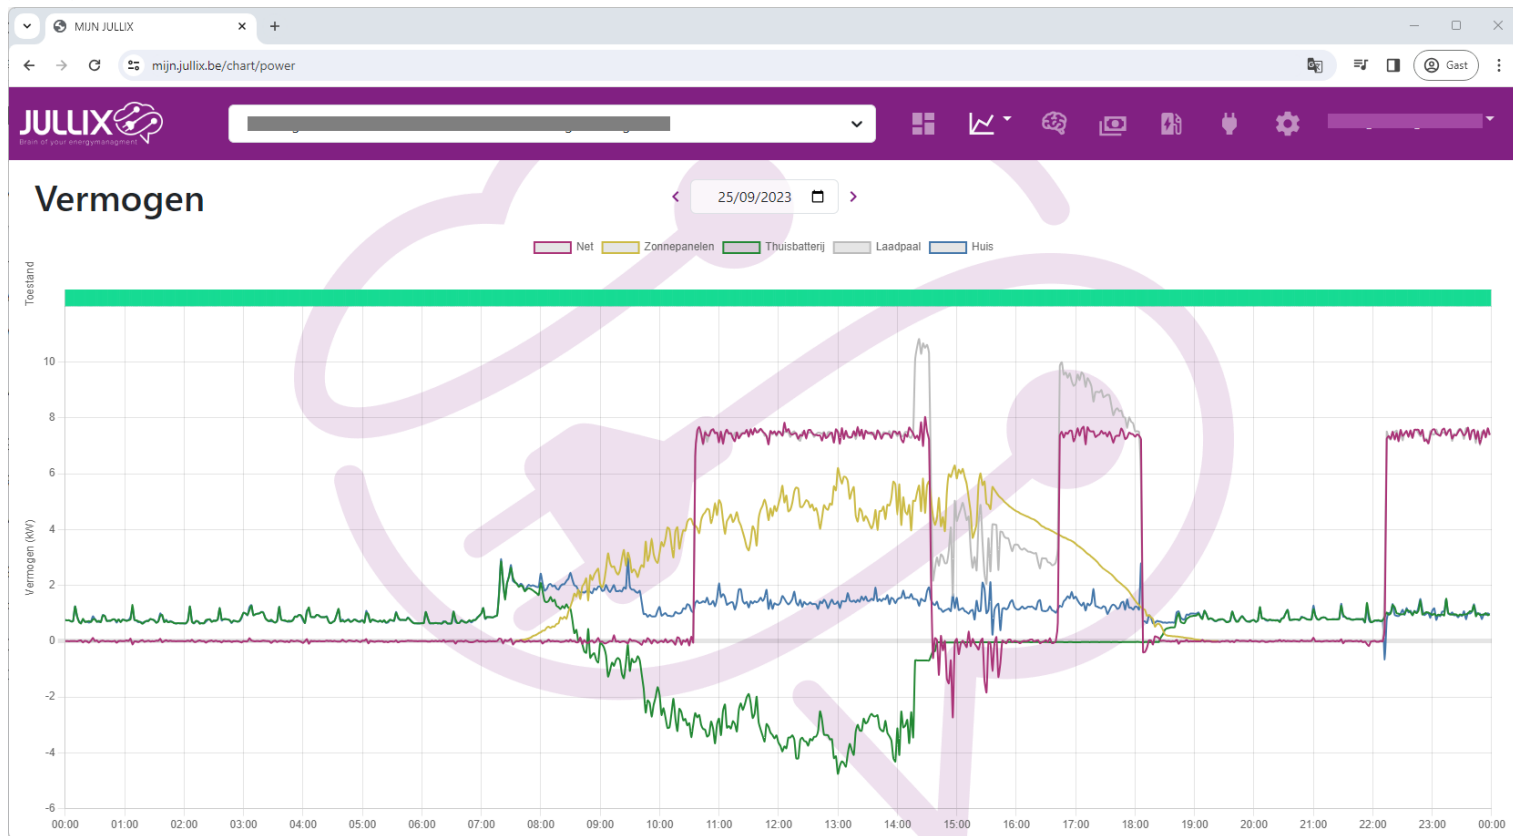 MIJN JULLIX
mijn.jullix.be/chart/power
Gast
JULLIX
Brain of your energymanagment
Vermogen
25/09/2023
Net Zonnepanelen Thuisbatterij Laadpaal Huis
Toestand
Vermogen (kW)
10
8
6
4
2
0
-2
-4
-6
00:00 01:00 02:00 03:00 04:00 05:00 06:00 07:00 08:00 09:00 10:00 11:00 12:00 13:00 14:00 15:00 16:00 17:00 18:00 19:00 20:00 21:00 22:00 23:00 00:00